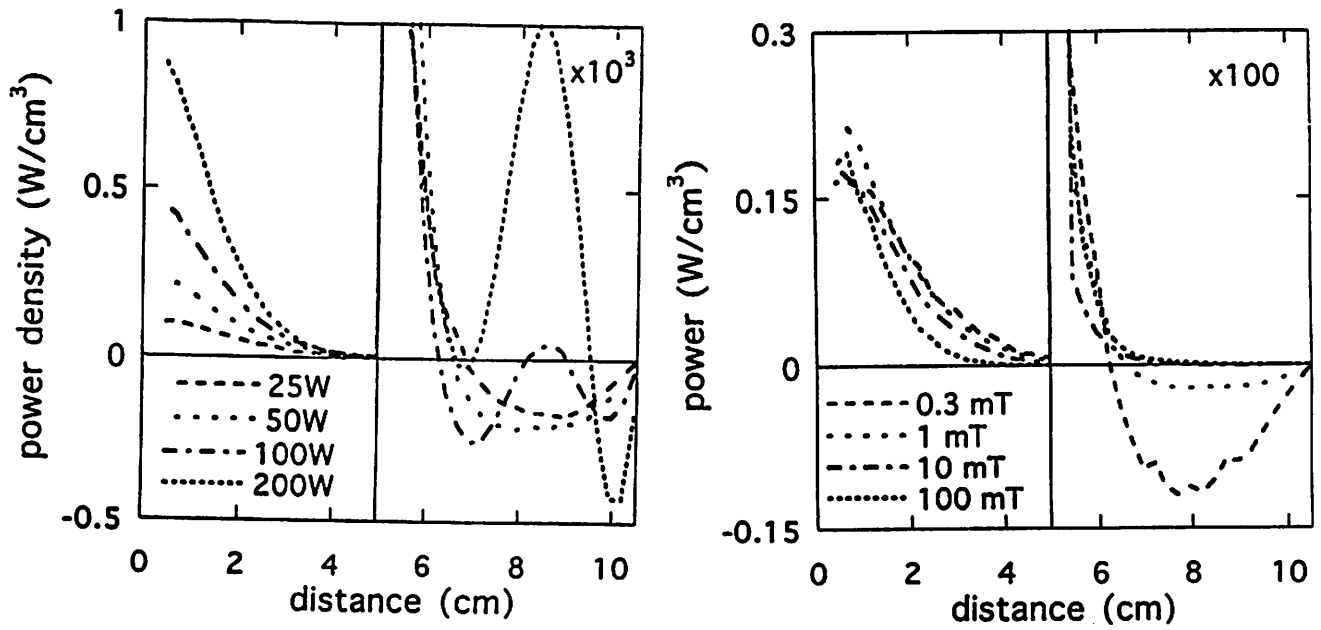 power density (W/cm³)
1
0.5
0
-0.5
x10³
25W
50W
100W
200W
0 2 4 6 8 10
distance (cm)
power (W/cm³)
0.3
0.15
0
-0.15
x100
0.3 mT
1 mT
10 mT
100 mT
0 2 4 6 8 10
distance (cm)